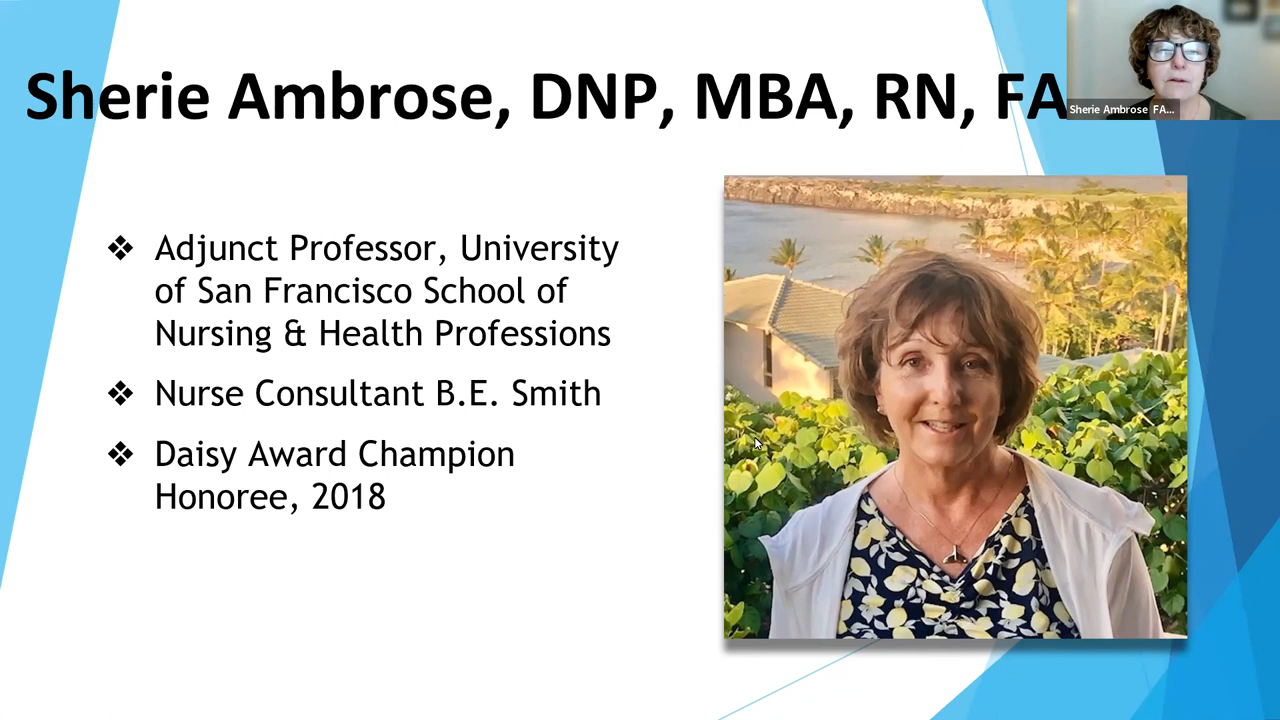 Sherie Ambrose, DNP, MBA, RN, FA
Sherie Ambrose FA...
❖ Adjunct Professor, University
of San Francisco School of
Nursing & Health Professions
❖ Nurse Consultant B.E. Smith
❖ Daisy Award Champion
Honoree, 2018